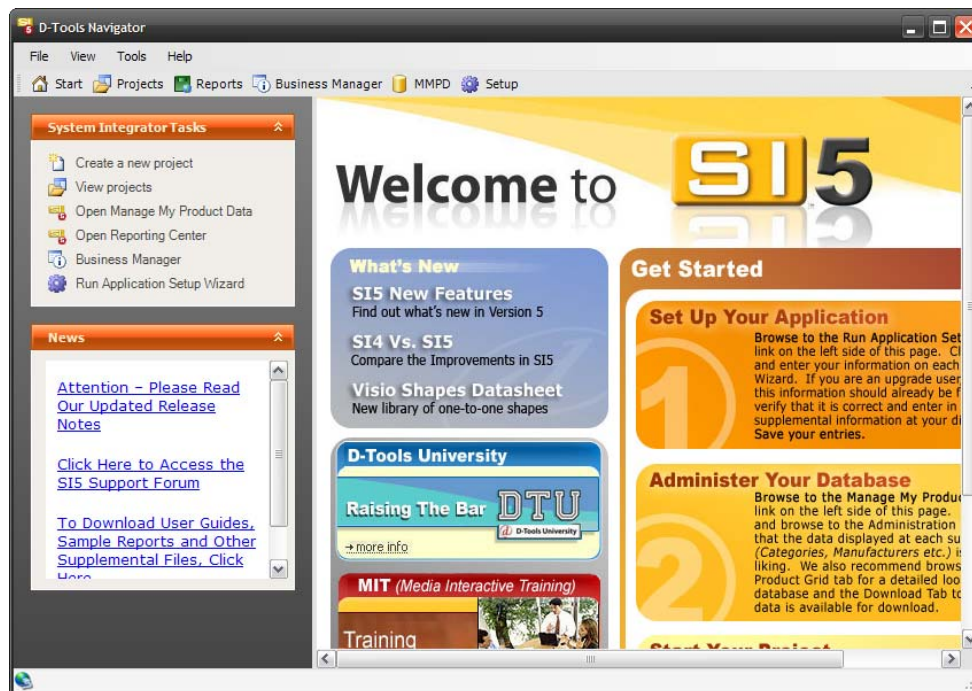 D-Tools Navigator
File View Tools Help
Start Projects Reports Business Manager MMPD Setup
System Integrator Tasks
Create a new project
View projects
Open Manage My Product Data
Open Reporting Center
Business Manager
Run Application Setup Wizard
News
Attention – Please Read
Our Updated Release
Notes
Click Here to Access the
SI5 Support Forum
To Download User Guides,
Sample Reports and Other
Supplemental Files, Click
Here
Welcome to SI5
What's New
SI5 New Features
Find out what's new in Version 5
SI4 Vs. SI5
Compare the Improvements in SI5
Visio Shapes Datasheet
New library of one-to-one shapes
D-Tools University
Raising The Bar DTU
D-Tools University
more info
MIT (Media Interactive Training)
Training
Get Started
1
Set Up Your Application
Browse to the Run Application Set
link on the left side of this page. Cl
and enter your information on each
Wizard. If you are an upgrade user
this information should already be f
verify that it is correct and enter in
supplemental information at your di
Save your entries.
2
Administer Your Database
Browse to the Manage My Produc
link on the left side of this page.
and browse to the Administration
that the data displayed at each su
(Categories, Manufacturers etc.) is
liking. We also recommend brows
Product Grid tab for a detailed loo
database and the Download Tab to
data is available for download.
Start Your Project